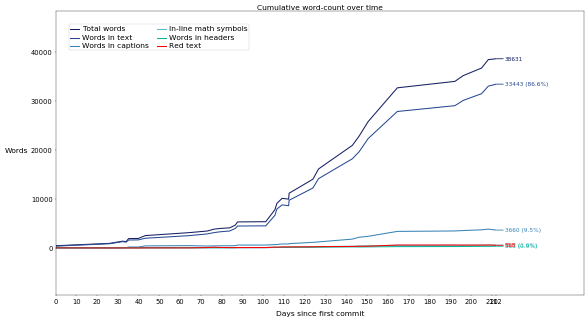 Cumulative word-count over time
Total words
Words in text
Words in captions
In-line math symbols
Words in headers
Red text
Words
40000
30000
20000
10000
0
38631
33443 (86.6%)
3660 (9.5%)
0 10 20 30 40 50 60 70 80 90 100 110 120 130 140 150 160 170 180 190 200 210 212
Days since first commit